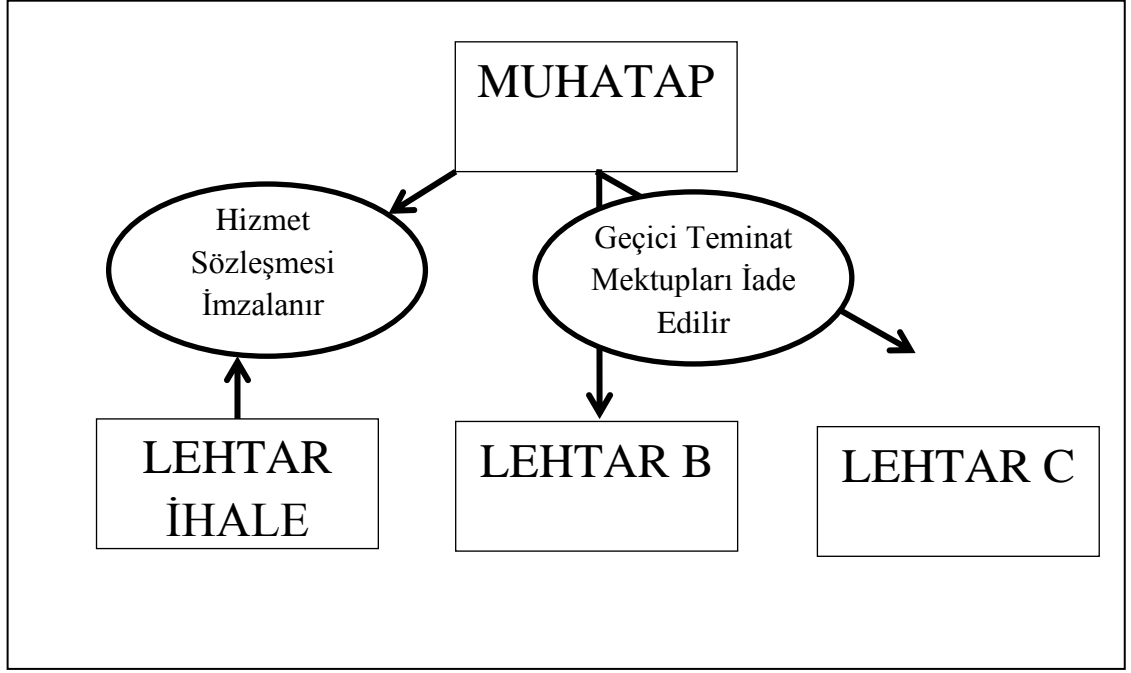 MUHATAP
Hizmet
Sözleşmesi
İmzalanır
Geçici Teminat
Mektupları İade
Edilir
LEHTAR
İHALE
LEHTAR B
LEHTAR C